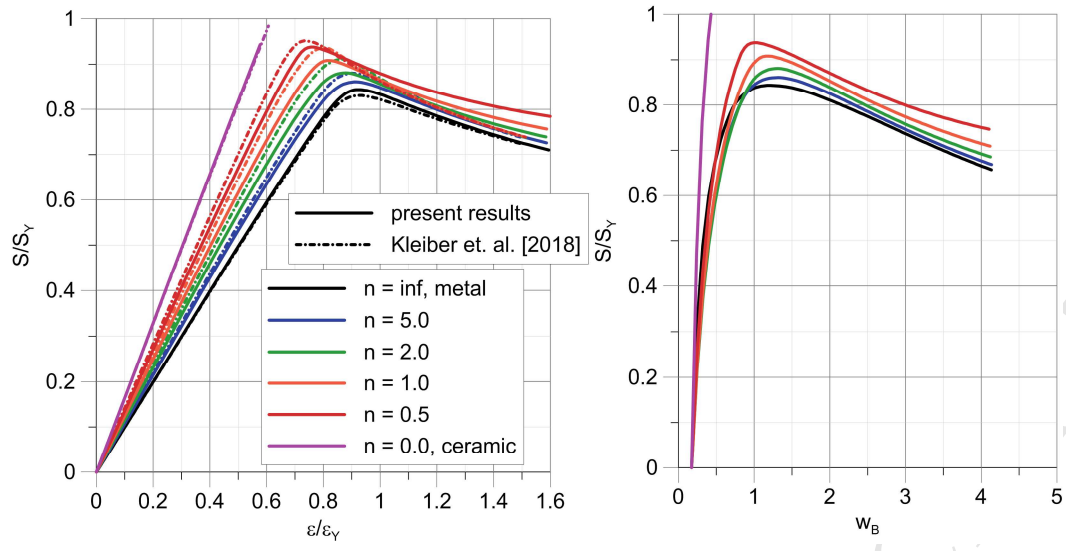 1
0.8
0.6
0.4
0.2
0
S/S_Y
0 0.2 0.4 0.6 0.8 1 1.2 1.4 1.6
ε/ε_Y
present results
Kleiber et. al. [2018]
n = inf, metal
n = 5.0
n = 2.0
n = 1.0
n = 0.5
n = 0.0, ceramic
1
0.8
0.6
0.4
0.2
0
S/S_Y
0 1 2 3 4 5
w_B